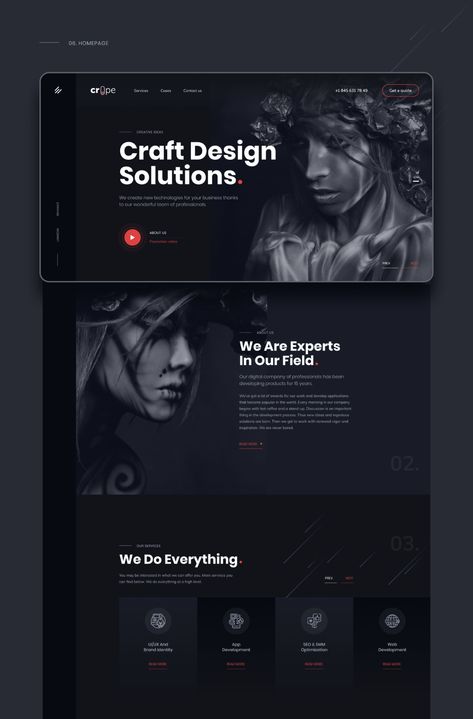 06. HOMEPAGE
Services
Cases
Contact us
+1 845 631 78 49
Get a quote
CREATIVE IDEAS
Craft Design
Solutions.
We create new technologies for your business thanks
to our wonderful team of professionals.
ABOUT US
PREV
NEXT
ABOUT US
We Are Experts
In Our Field.
Our digital company of professionals has been
developing products for 15 years.
We've got a lot of awards for our work and develop applications
that become popular in the world. Every morning in our company
begins with hot coffee and a stand up. Discussion is an important
thing in the development process. Thus new ideas and ingenious
solutions are born. Then we get to work with renewed vigor and
inspiration. We are never bored.
READ MORE
02.
03.
OUR SERVICES
We Do Everything.
You may be interested in what we can offer you. More services you
can find below. We do everything at a high level.
PREV
NEXT
UI/UX And
Brand Identity
READ MORE
App
Development
READ MORE
SEO & SMM
Optimization
READ MORE
Web
Development
READ MORE